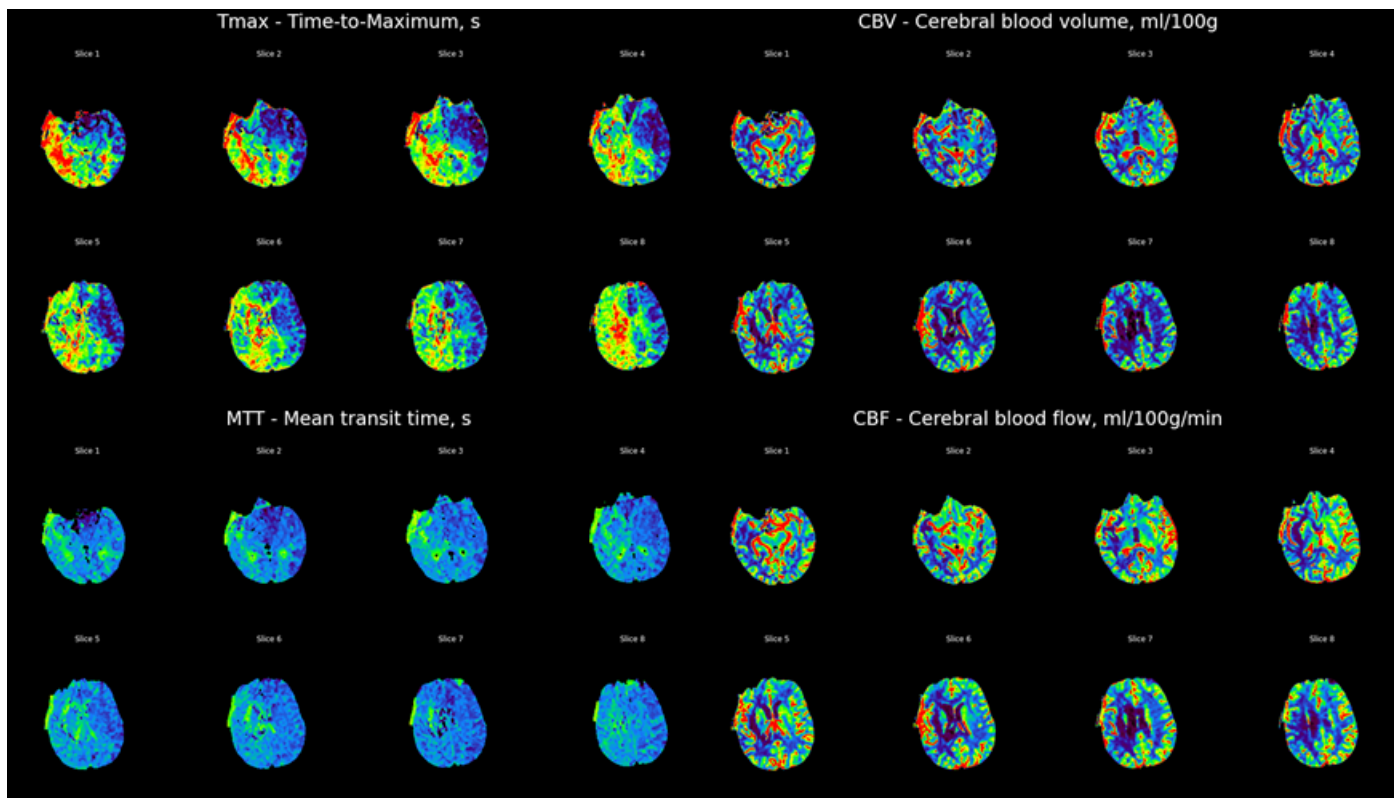 Tmax - Time-to-Maximum, s
Slice 1
Slice 2
Slice 3
Slice 4
Slice 5
Slice 6
Slice 7
Slice 8
CBV - Cerebral blood volume, ml/100g
Slice 1
Slice 2
Slice 3
Slice 4
Slice 5
Slice 6
Slice 7
Slice 8
MTT - Mean transit time, s
Slice 1
Slice 2
Slice 3
Slice 4
Slice 5
Slice 6
Slice 7
Slice 8
CBF - Cerebral blood flow, ml/100g/min
Slice 1
Slice 2
Slice 3
Slice 4
Slice 5
Slice 6
Slice 7
Slice 8